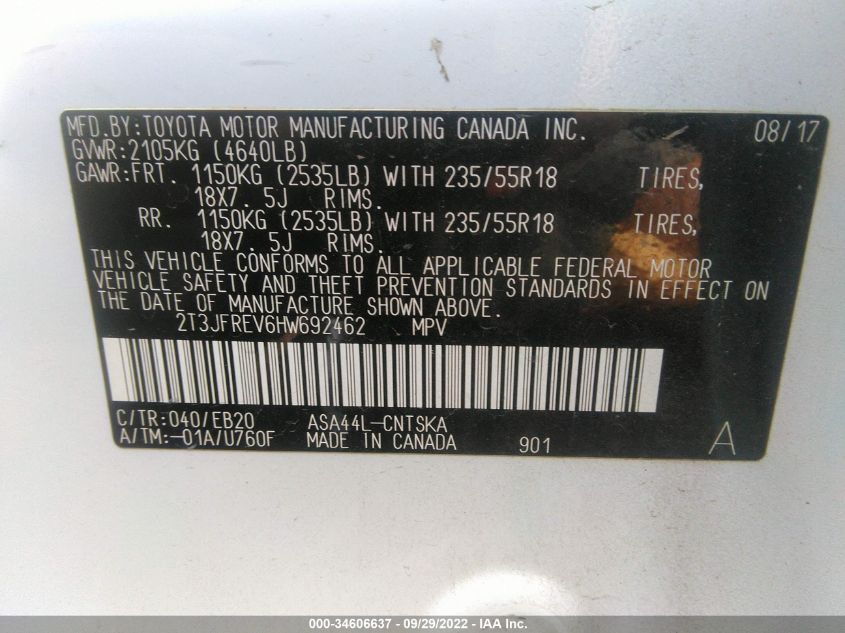 MFD.BY:TOYOTA MOTOR MANUFACTURING CANADA INC. 08/17
GVWR:2105KG (4640LB)
GAWR:FRT. 1150KG (2535LB) WITH 235/55R18 TIRES,
18X7. 5J RIMS.
RR. 1150KG (2535LB) WITH 235/55R18 TIRES,
18X7. 5J RIMS.
THIS VEHICLE CONFORMS TO ALL APPLICABLE FEDERAL MOTOR
VEHICLE SAFETY AND THEFT PREVENTION STANDARDS IN EFFECT ON
THE DATE OF MANUFACTURE SHOWN ABOVE.
2T3JFREV6HW692462 MPV
C/TR:040/EB20 ASA44L-CNTSKA
A/TM:-01A/U760F MADE IN CANADA 901 A
000-34606637 - 09/29/2022 - IAA Inc.